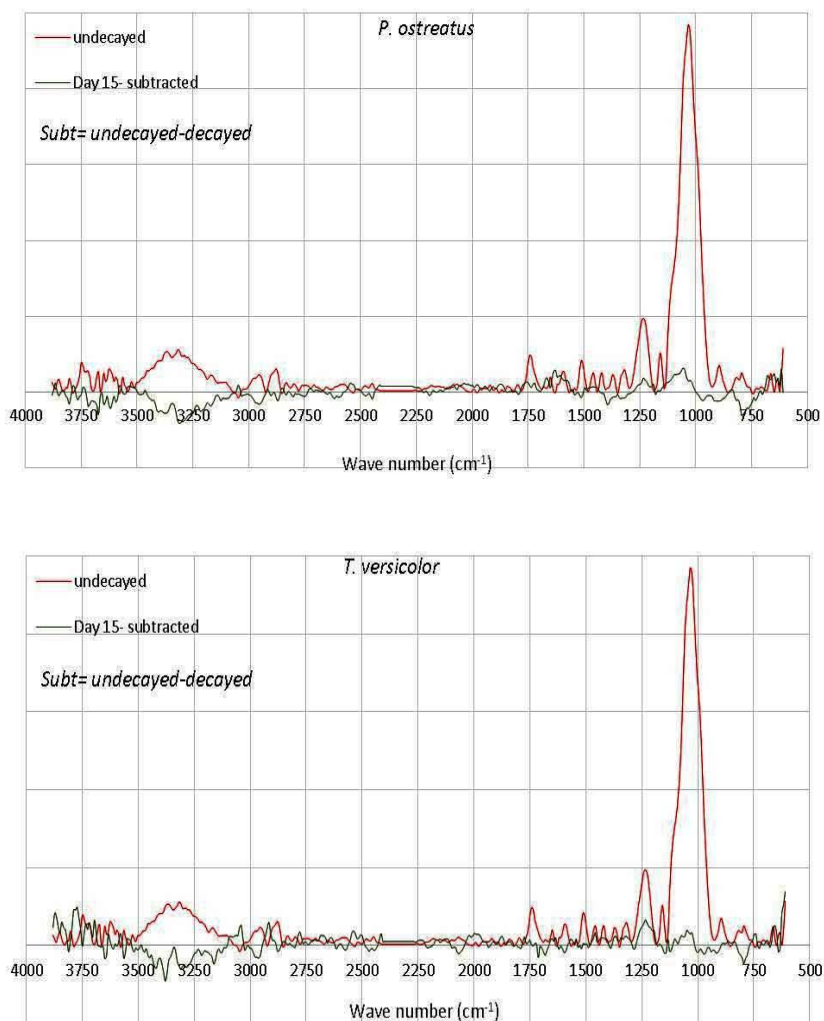 P. ostreatus
undecayed
Day 15- subtracted
Subt= undecayed-decayed
4000 3750 3500 3250 3000 2750 2500 2250 2000 1750 1500 1250 1000 750 500
Wave number (cm⁻¹)
T. versicolor
undecayed
Day 15- subtracted
Subt= undecayed-decayed
4000 3750 3500 3250 3000 2750 2500 2250 2000 1750 1500 1250 1000 750 500
Wave number (cm⁻¹)